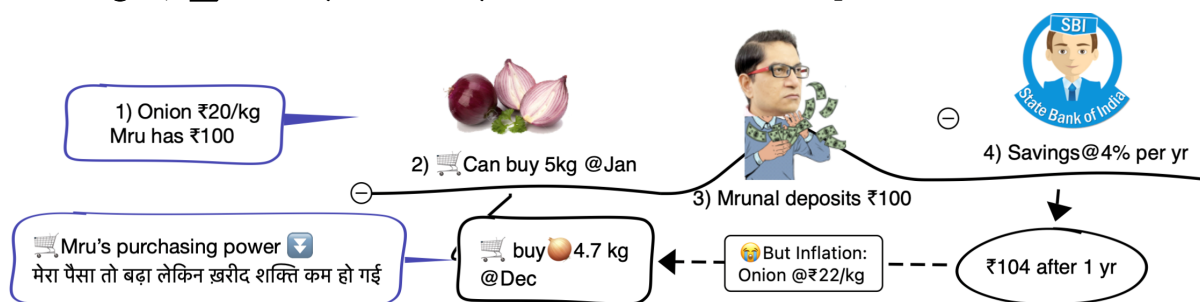 1) Onion ₹20/kg
Mru has ₹100
2) 🛒Can buy 5kg @Jan
3) Mrunal deposits ₹100
SBI
State Bank of India
4) Savings@4% per yr
₹104 after 1 yr
😭But Inflation:
Onion @₹22/kg
🛒 buy🧅4.7 kg
@Dec
🛒Mru’s purchasing power ⏬
मेरा पैसा तो बढ़ा लेकिन ख़रीद शक्ति कम हो गई